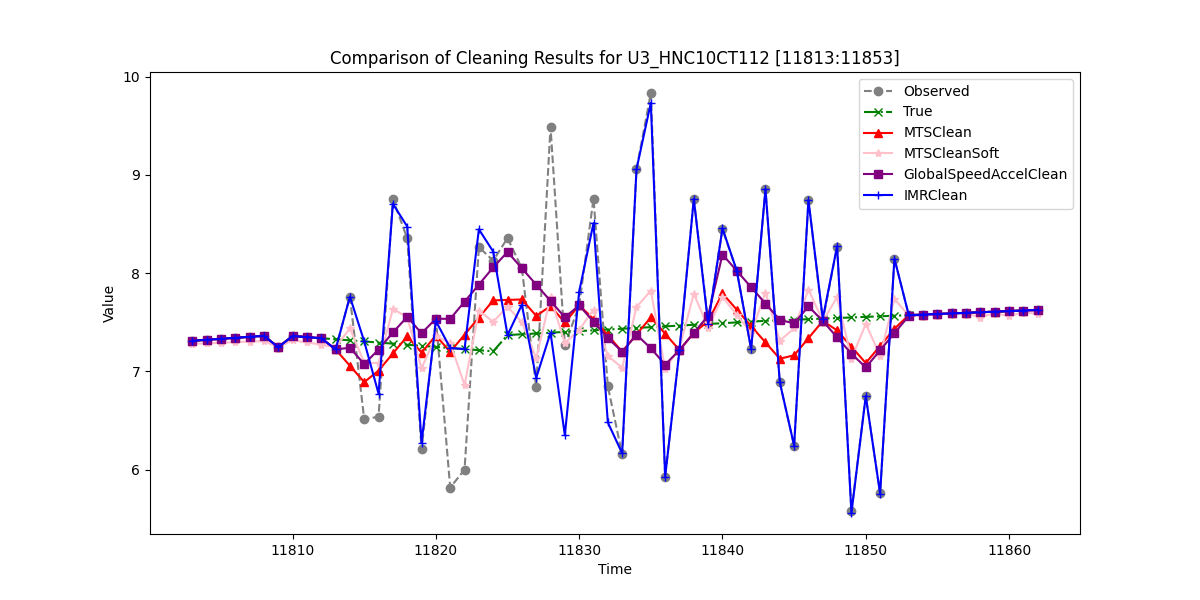 Comparison of Cleaning Results for U3_HNC10CT112 [11813:11853]
10
9
8
7
6
Value
11810
11820
11830
11840
11850
11860
Time
Observed
True
MTSClean
MTSCleanSoft
GlobalSpeedAccelClean
IMRClean